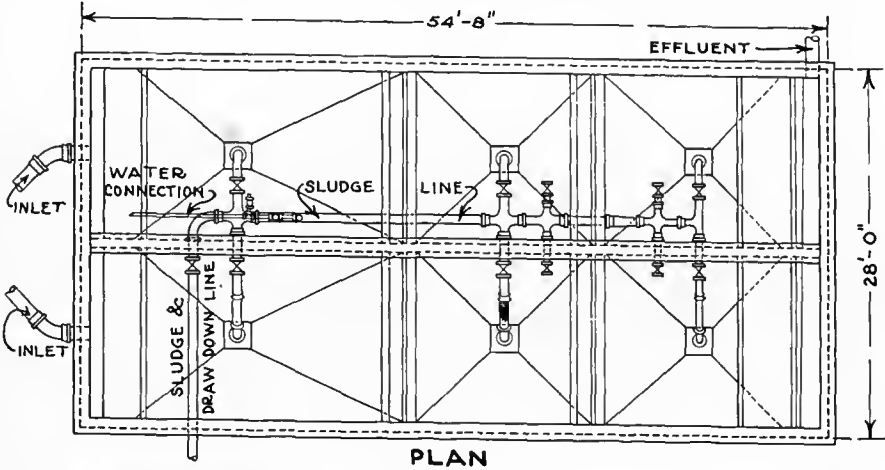 54'-8"
EFFLUENT
WATER
CONNECTION
SLUDGE
LINE
INLET
28'-0"
INLET
SLUDGE &
DRAW DOWN LINE
PLAN